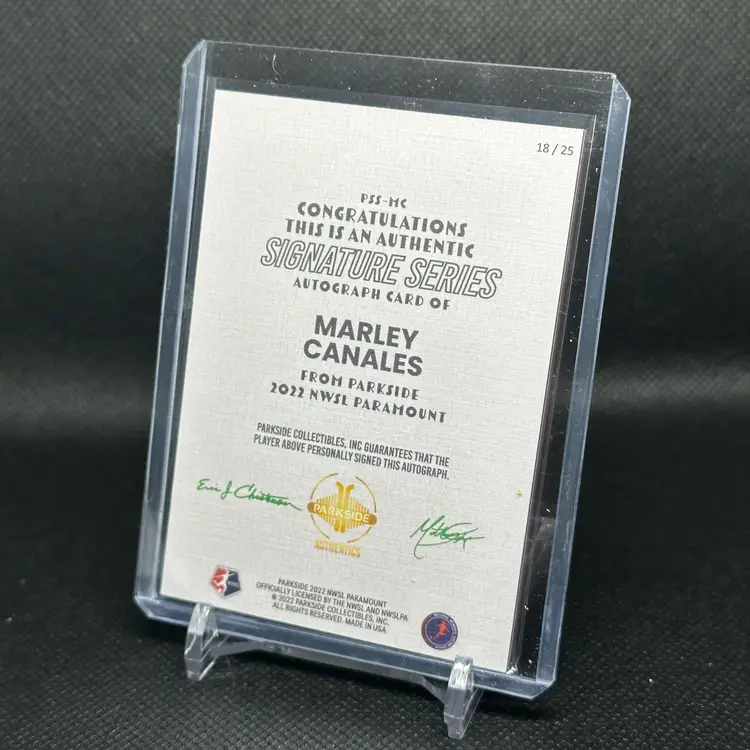 18 / 25
PSS-MC
CONGRATULATIONS
THIS IS AN AUTHENTIC
SIGNATURE SERIES
AUTOGRAPH CARD OF
MARLEY
CANALES
FROM PARKSIDE
2022 NWSL PARAMOUNT
PARKSIDE COLLECTIBLES, INC GUARANTEES THAT THE
PLAYER ABOVE PERSONALLY SIGNED THIS AUTOGRAPH.
PARKSIDE
AUTHENTICS
PARKSIDE 2022 NWSL PARAMOUNT
OFFICIALLY LICENSED BY THE NWSL AND NWSLPA
© 2022 PARKSIDE COLLECTIBLES, INC.
ALL RIGHTS RESERVED. MADE IN USA